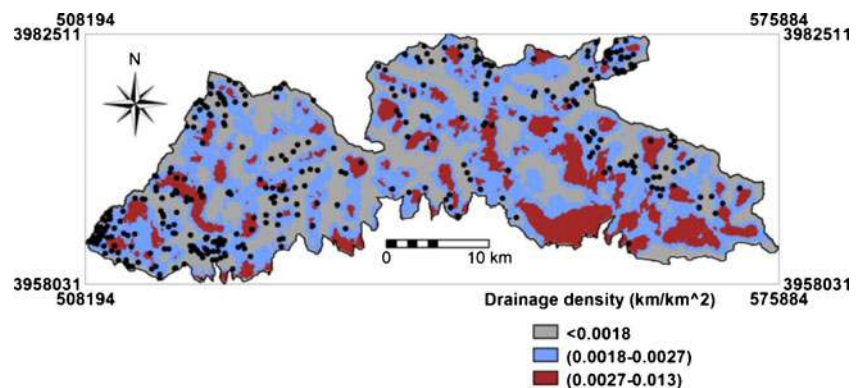 508194 575884
3982511 3982511
N
0 10 km
3958031 3958031
508194 575884
Drainage density (km/km^2)
<0.0018
(0.0018-0.0027)
(0.0027-0.013)